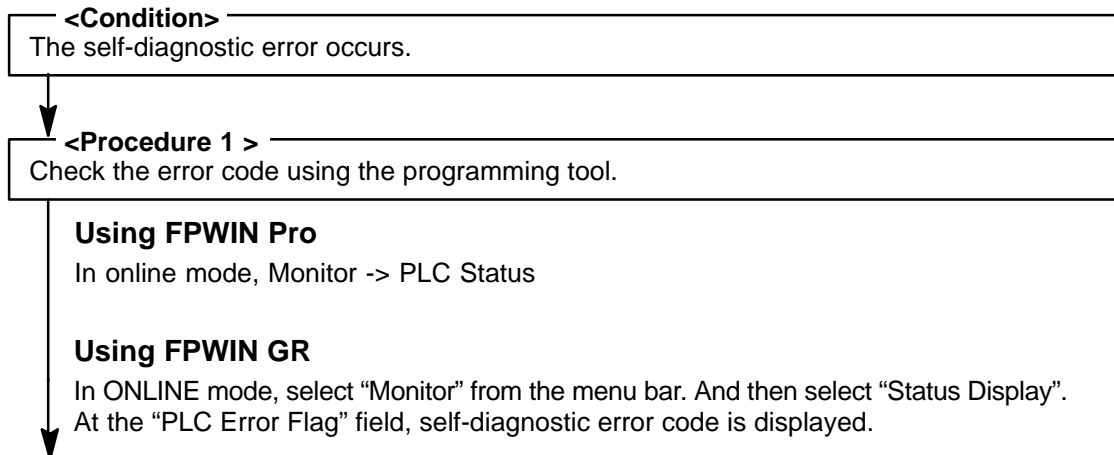 <Condition>
The self-diagnostic error occurs.
<Procedure 1 >
Check the error code using the programming tool.
Using FPWIN Pro
In online mode, Monitor -> PLC Status
Using FPWIN GR
In ONLINE mode, select “Monitor” from the menu bar. And then select “Status Display”.
At the “PLC Error Flag” field, self-diagnostic error code is displayed.